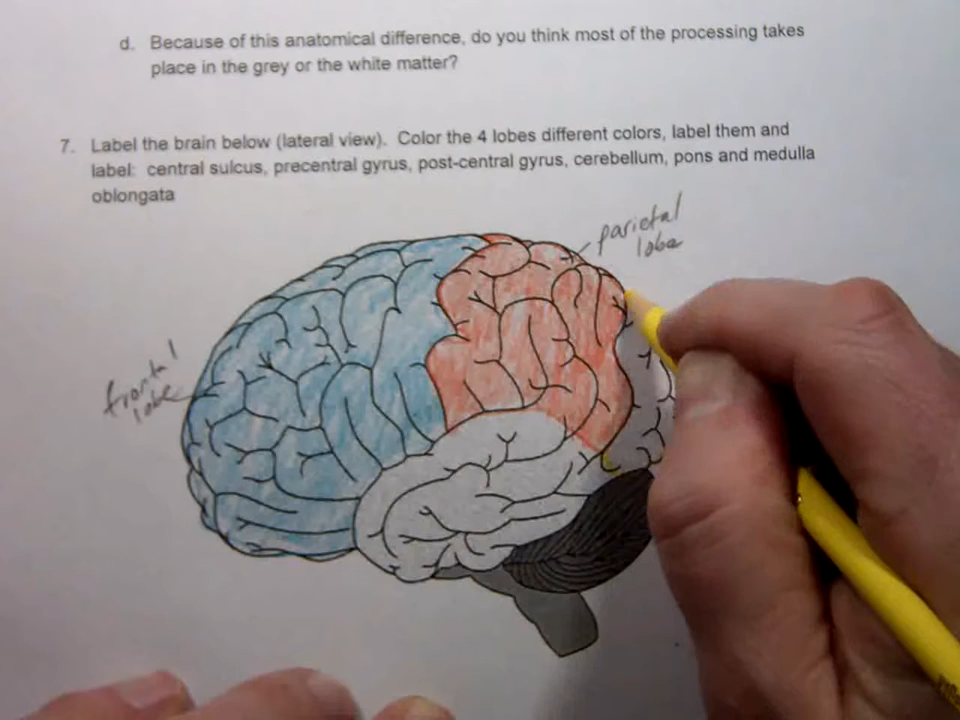 d. Because of this anatomical difference, do you think most of the processing takes
place in the grey or the white matter?
7. Label the brain below (lateral view). Color the 4 lobes different colors, label them and
label: central sulcus, precentral gyrus, post-central gyrus, cerebellum, pons and medulla
oblongata
parietal
lobe
frontal
lobe